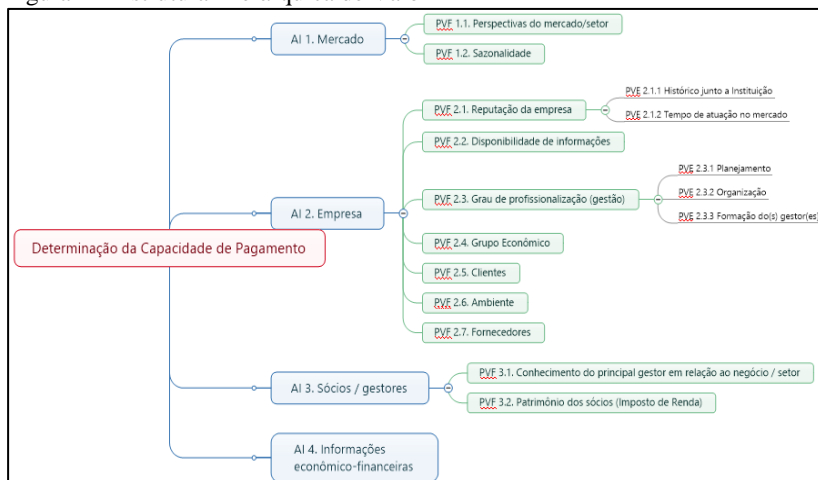 Determinação da Capacidade de Pagamento
AI 1. Mercado
PVF 1.1. Perspectivas do mercado/setor
PVF 1.2. Sazonalidade
AI 2. Empresa
PVF 2.1. Reputação da empresa
PVE 2.1.1 Histórico junto a Instituição
PVE 2.1.2 Tempo de atuação no mercado
PVF 2.2. Disponibilidade de informações
PVF 2.3. Grau de profissionalização (gestão)
PVE 2.3.1 Planejamento
PVE 2.3.2 Organização
PVE 2.3.3 Formação do(s) gestor(es)
PVF 2.4. Grupo Econômico
PVF 2.5. Clientes
PVF 2.6. Ambiente
PVF 2.7. Fornecedores
AI 3. Sócios / gestores
PVF 3.1. Conhecimento do principal gestor em relação ao negócio / setor
PVF 3.2. Patrimônio dos sócios (Imposto de Renda)
AI 4. Informações
econômico-financeiras